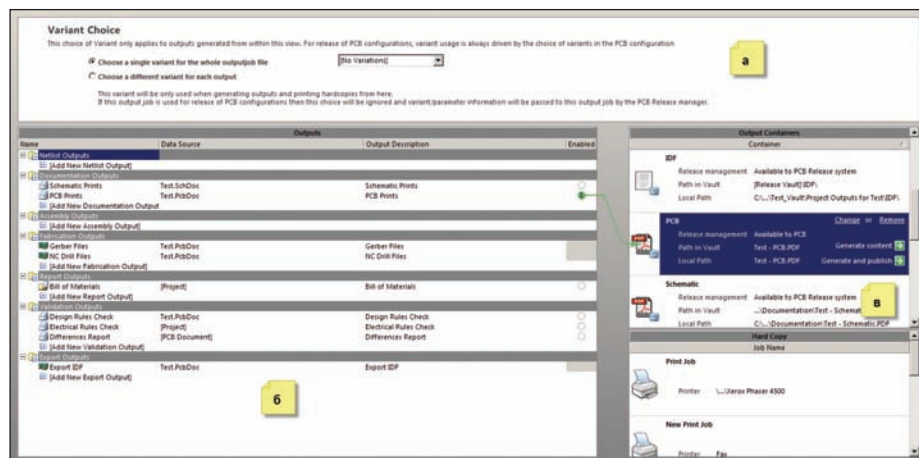 Variant Choice
This choice of Variant only applies to outputs generated from within this view. For release of PCB configurations, variant usage is always driven by the choice of variants in the PCB configuration
Choose a single variant for the whole outputjob file
[No Variations]
Choose a different variant for each output
This variant will be only used when generating outputs and printing hardcopies from here.
If this output job is used for release of PCB configurations then this choice will be ignored and variant/parameter information will be passed to this output job by the PCB Release manager.
а
Outputs
Name Data Source Output Description Enabled
Netlist Outputs
[Add New Netlist Output]
Documentation Outputs
Schematic Prints Test.SchDoc Schematic Prints
PCB Prints Test.PcbDoc PCB Prints
[Add New Documentation Output
Assembly Outputs
[Add New Assembly Output]
Fabrication Outputs
Gerber Files Test.PcbDoc Gerber Files
NC Drill Files Test.PcbDoc NC Drill Files
[Add New Fabrication Output]
Report Outputs
Bill of Materials [Project] Bill of Materials
[Add New Report Output]
Validation Outputs
Design Rules Check Test.PcbDoc Design Rules Check
Electrical Rules Check [Project] Electrical Rules Check
Differences Report [PCB Document] Differences Report
[Add New Validation Output]
Export Outputs
Export IDF Test.PcbDoc Export IDF
[Add New Export Output]
б
Output Containers
Container
IDF
Release management Available to PCB Release system
Path in Vault [Release Vault]\IDF\
Local Path C:\...\Test_Vault\Project Outputs for Test\IDF\
PCB Change or Remove
Release management Available to PCB
Path in Vault Test - PCB.PDF Generate content
Local Path Test - PCB.PDF Generate and publish
Schematic
Release management Available to PCB Release system
Path in Vault ...\Documentation\Test - Schemat
Local Path C:\...\Documentation\Test - Schematic.PDF
в
Hard Copy
Job Name
Print Job
Printer \\...\Xerox Phaser 4500
New Print Job
Printer Fax